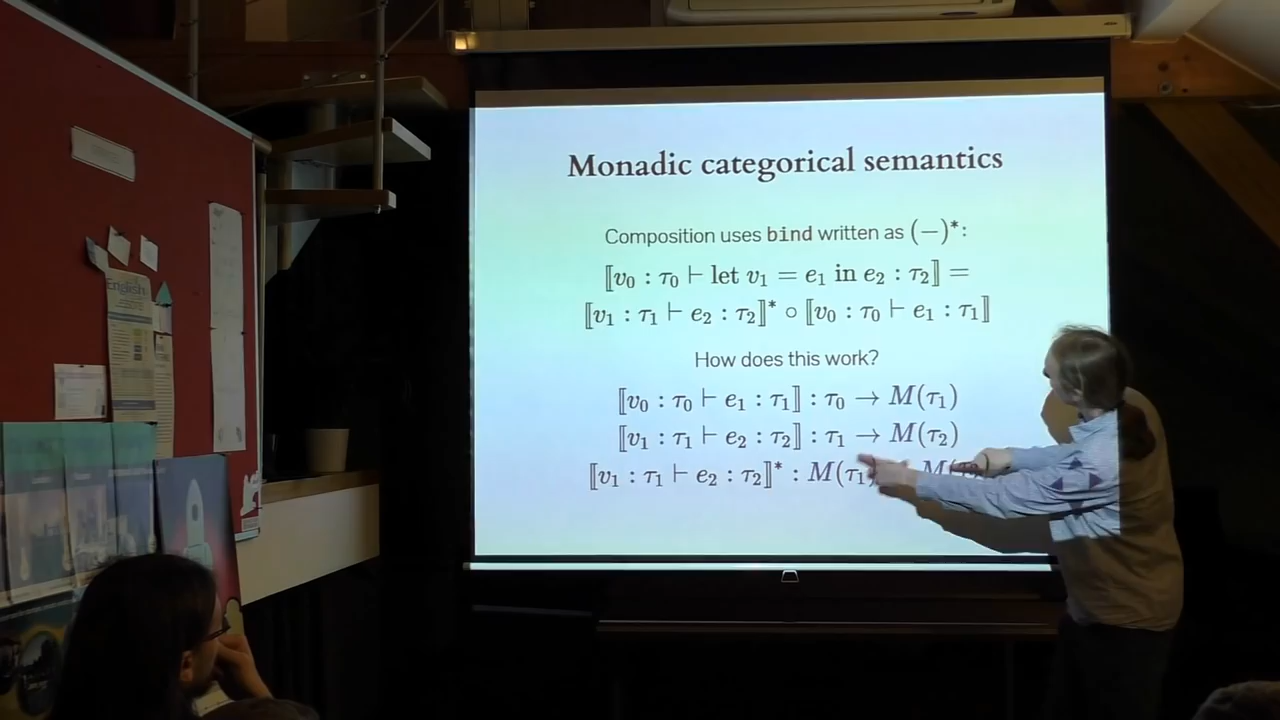 English
Monadic categorical semantics
Composition uses bind written as (−)*:
⟦v₀ : τ₀ ⊢ let v₁ = e₁ in e₂ : τ₂⟧ =
⟦v₁ : τ₁ ⊢ e₂ : τ₂⟧* ∘ ⟦v₀ : τ₀ ⊢ e₁ : τ₁⟧
How does this work?
⟦v₀ : τ₀ ⊢ e₁ : τ₁⟧ : τ₀ → M(τ₁)
⟦v₁ : τ₁ ⊢ e₂ : τ₂⟧ : τ₁ → M(τ₂)
⟦v₁ : τ₁ ⊢ e₂ : τ₂⟧* : M(τ₁) M(τ₂)